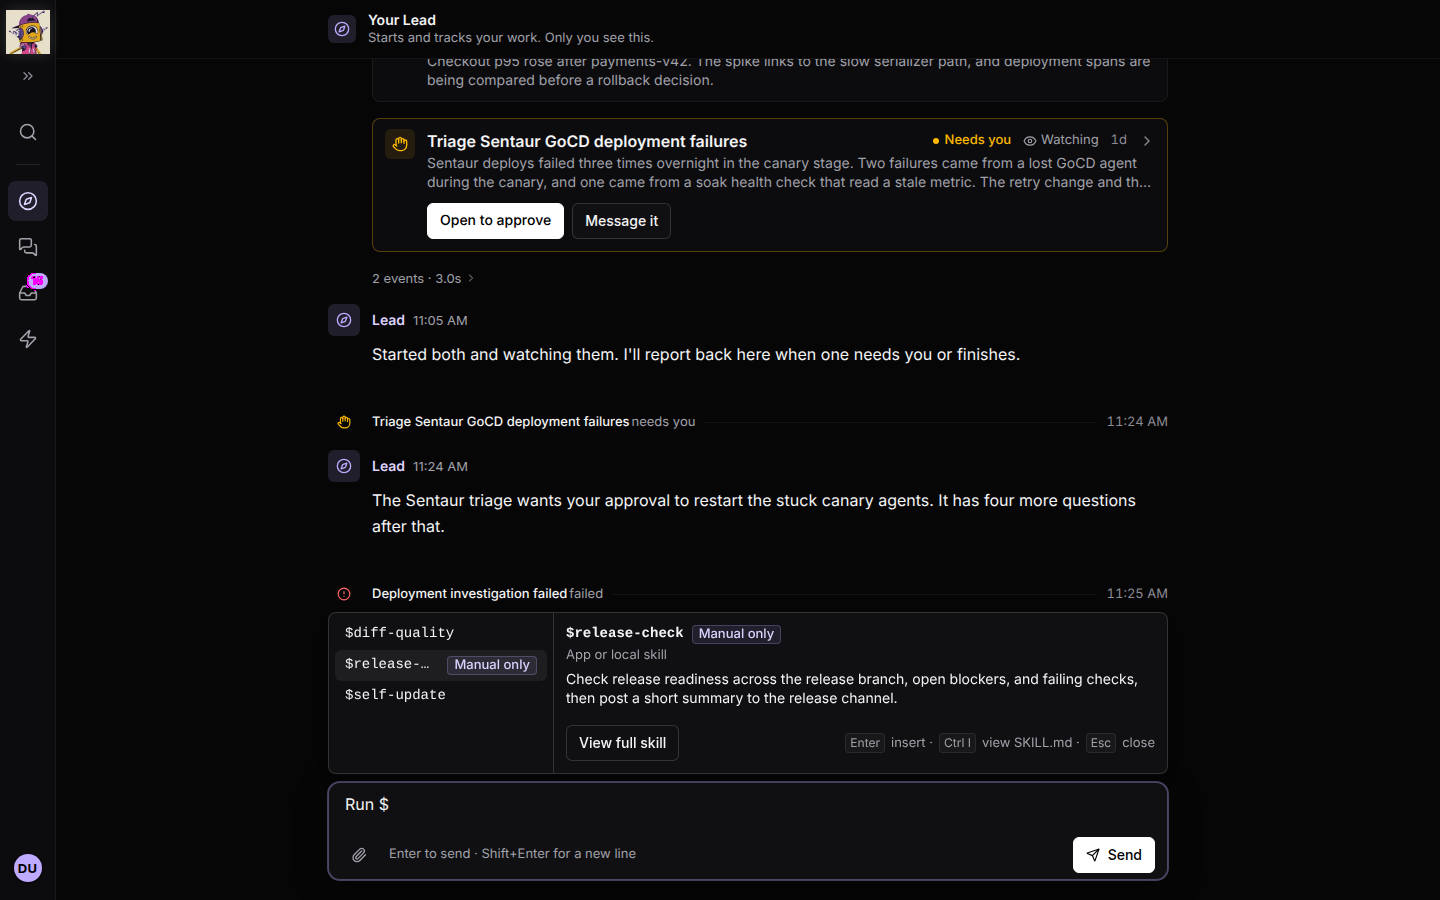 Your Lead
Starts and tracks your work. Only you see this.
Checkout p95 rose after payments-v42. The spike links to the slow serializer path, and deployment spans are
being compared before a rollback decision.
Triage Sentaur GoCD deployment failures
Needs you
Watching
1d
Sentaur deploys failed three times overnight in the canary stage. Two failures came from a lost GoCD agent
during the canary, and one came from a soak health check that read a stale metric. The retry change and th...
Open to approve
Message it
2 events · 3.0s
Lead 11:05 AM
Started both and watching them. I'll report back here when one needs you or finishes.
Triage Sentaur GoCD deployment failures needs you
11:24 AM
Lead 11:24 AM
The Sentaur triage wants your approval to restart the stuck canary agents. It has four more questions
after that.
Deployment investigation failed failed
11:25 AM
$diff-quality
$release-… Manual only
$self-update
$release-check Manual only
App or local skill
Check release readiness across the release branch, open blockers, and failing checks,
then post a short summary to the release channel.
View full skill
Enter insert · Ctrl I view SKILL.md · Esc close
Run $
Enter to send · Shift+Enter for a new line
Send
DU